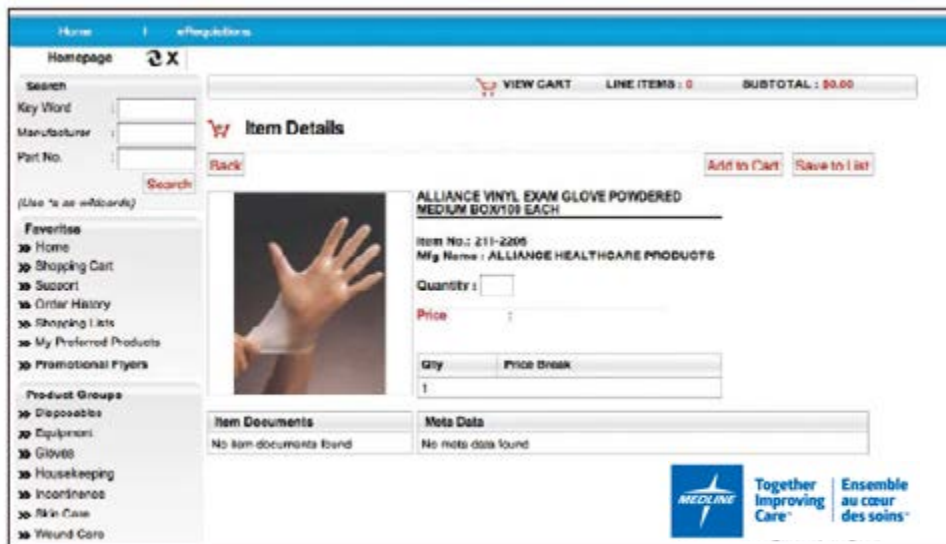 Home | eRequisitions
Homepage X
Search
Key Word :
Manufacturer :
Part No. :
Search
(Use *s as wildcards)
Favorites
Home
Shopping Cart
Support
Order History
Shopping Lists
My Preferred Products
Promotional Flyers
Product Groups
Disposables
Equipment
Gloves
Housekeeping
Incontinence
Skin Care
Wound Care
VIEW CART LINE ITEMS : 0 SUBTOTAL : $0.00
Item Details
Back
Add to Cart Save to List
ALLIANCE VINYL EXAM GLOVE POWDERED
MEDIUM BOX/100 EACH
Item No.: 211-2206
Mfg Name : ALLIANCE HEALTHCARE PRODUCTS
Quantity :
Price :
Qty Price Break
1
Item Documents Meta Data
No item documents found No meta data found
MEDLINE
Together Improving Care™
Ensemble au cœur des soins™